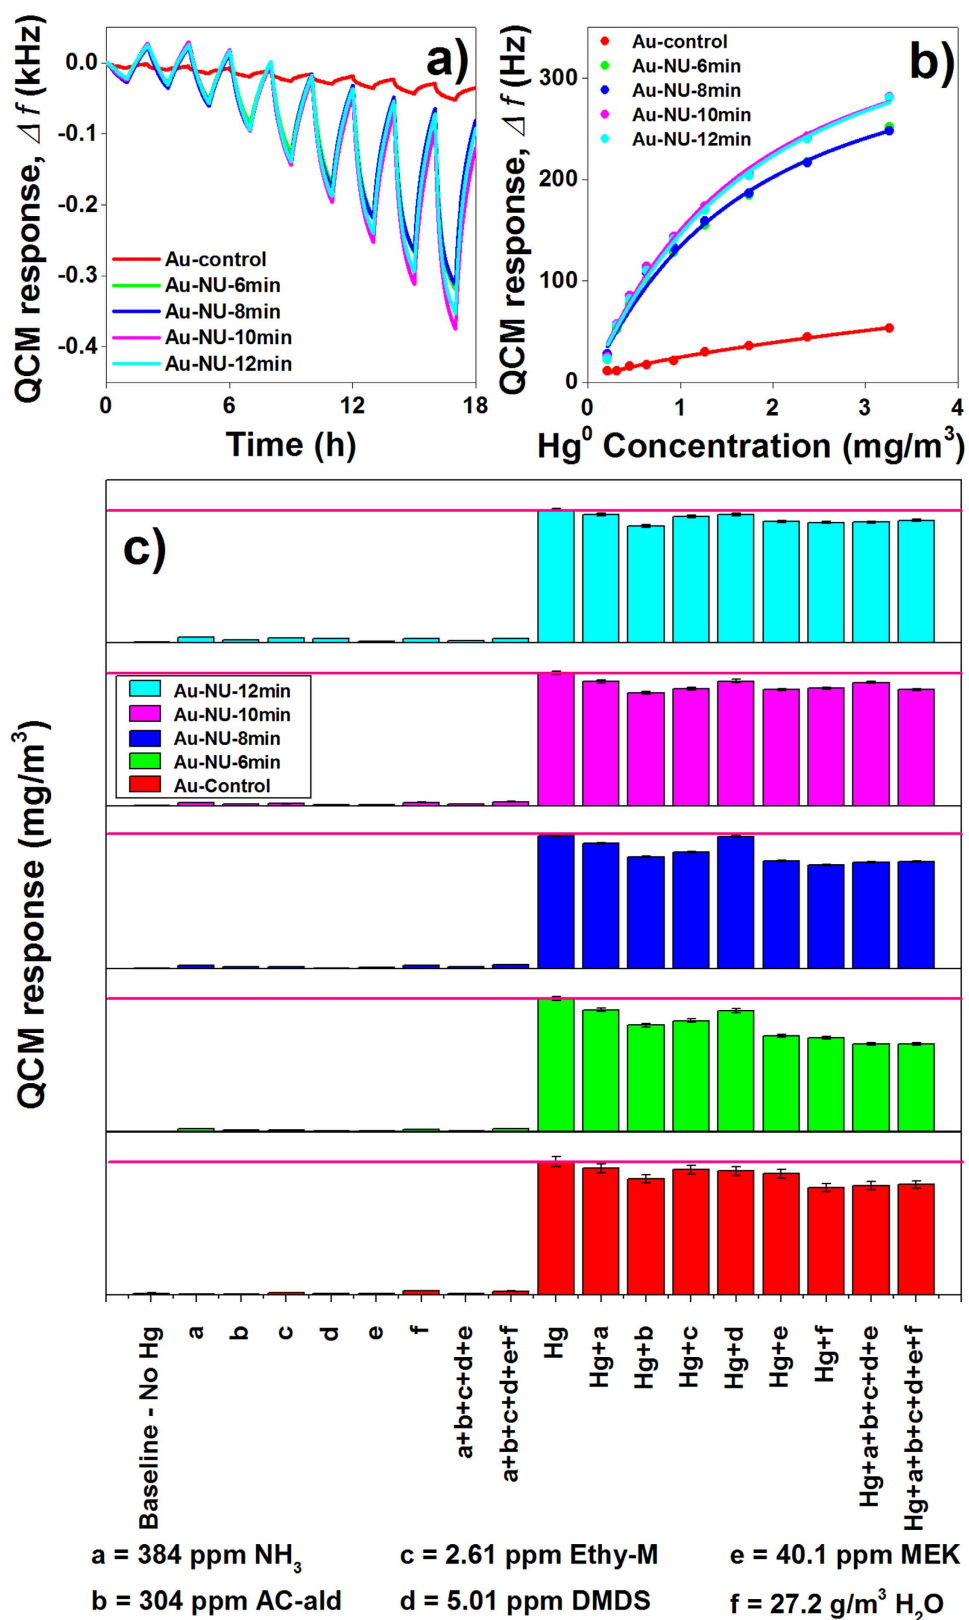 QCM response, Δ f (kHz)
a)
0.0
-0.1
-0.2
-0.3
-0.4
Au-control
Au-NU-6min
Au-NU-8min
Au-NU-10min
Au-NU-12min
0
6
12
18
Time (h)
QCM response, Δ f (Hz)
b)
300
200
100
0
Au-control
Au-NU-6min
Au-NU-8min
Au-NU-10min
Au-NU-12min
0
1
2
3
4
Hg⁰ Concentration (mg/m³)
QCM response (mg/m³)
c)
Au-NU-12min
Au-NU-10min
Au-NU-8min
Au-NU-6min
Au-Control
Baseline - No Hg
a
b
c
d
e
f
a+b+c+d+e
a+b+c+d+e+f
Hg
Hg+a
Hg+b
Hg+c
Hg+d
Hg+e
Hg+f
Hg+a+b+c+d+e
Hg+a+b+c+d+e+f
a = 384 ppm NH₃
c = 2.61 ppm Ethy-M
e = 40.1 ppm MEK
b = 304 ppm AC-ald
d = 5.01 ppm DMDS
f = 27.2 g/m³ H₂O